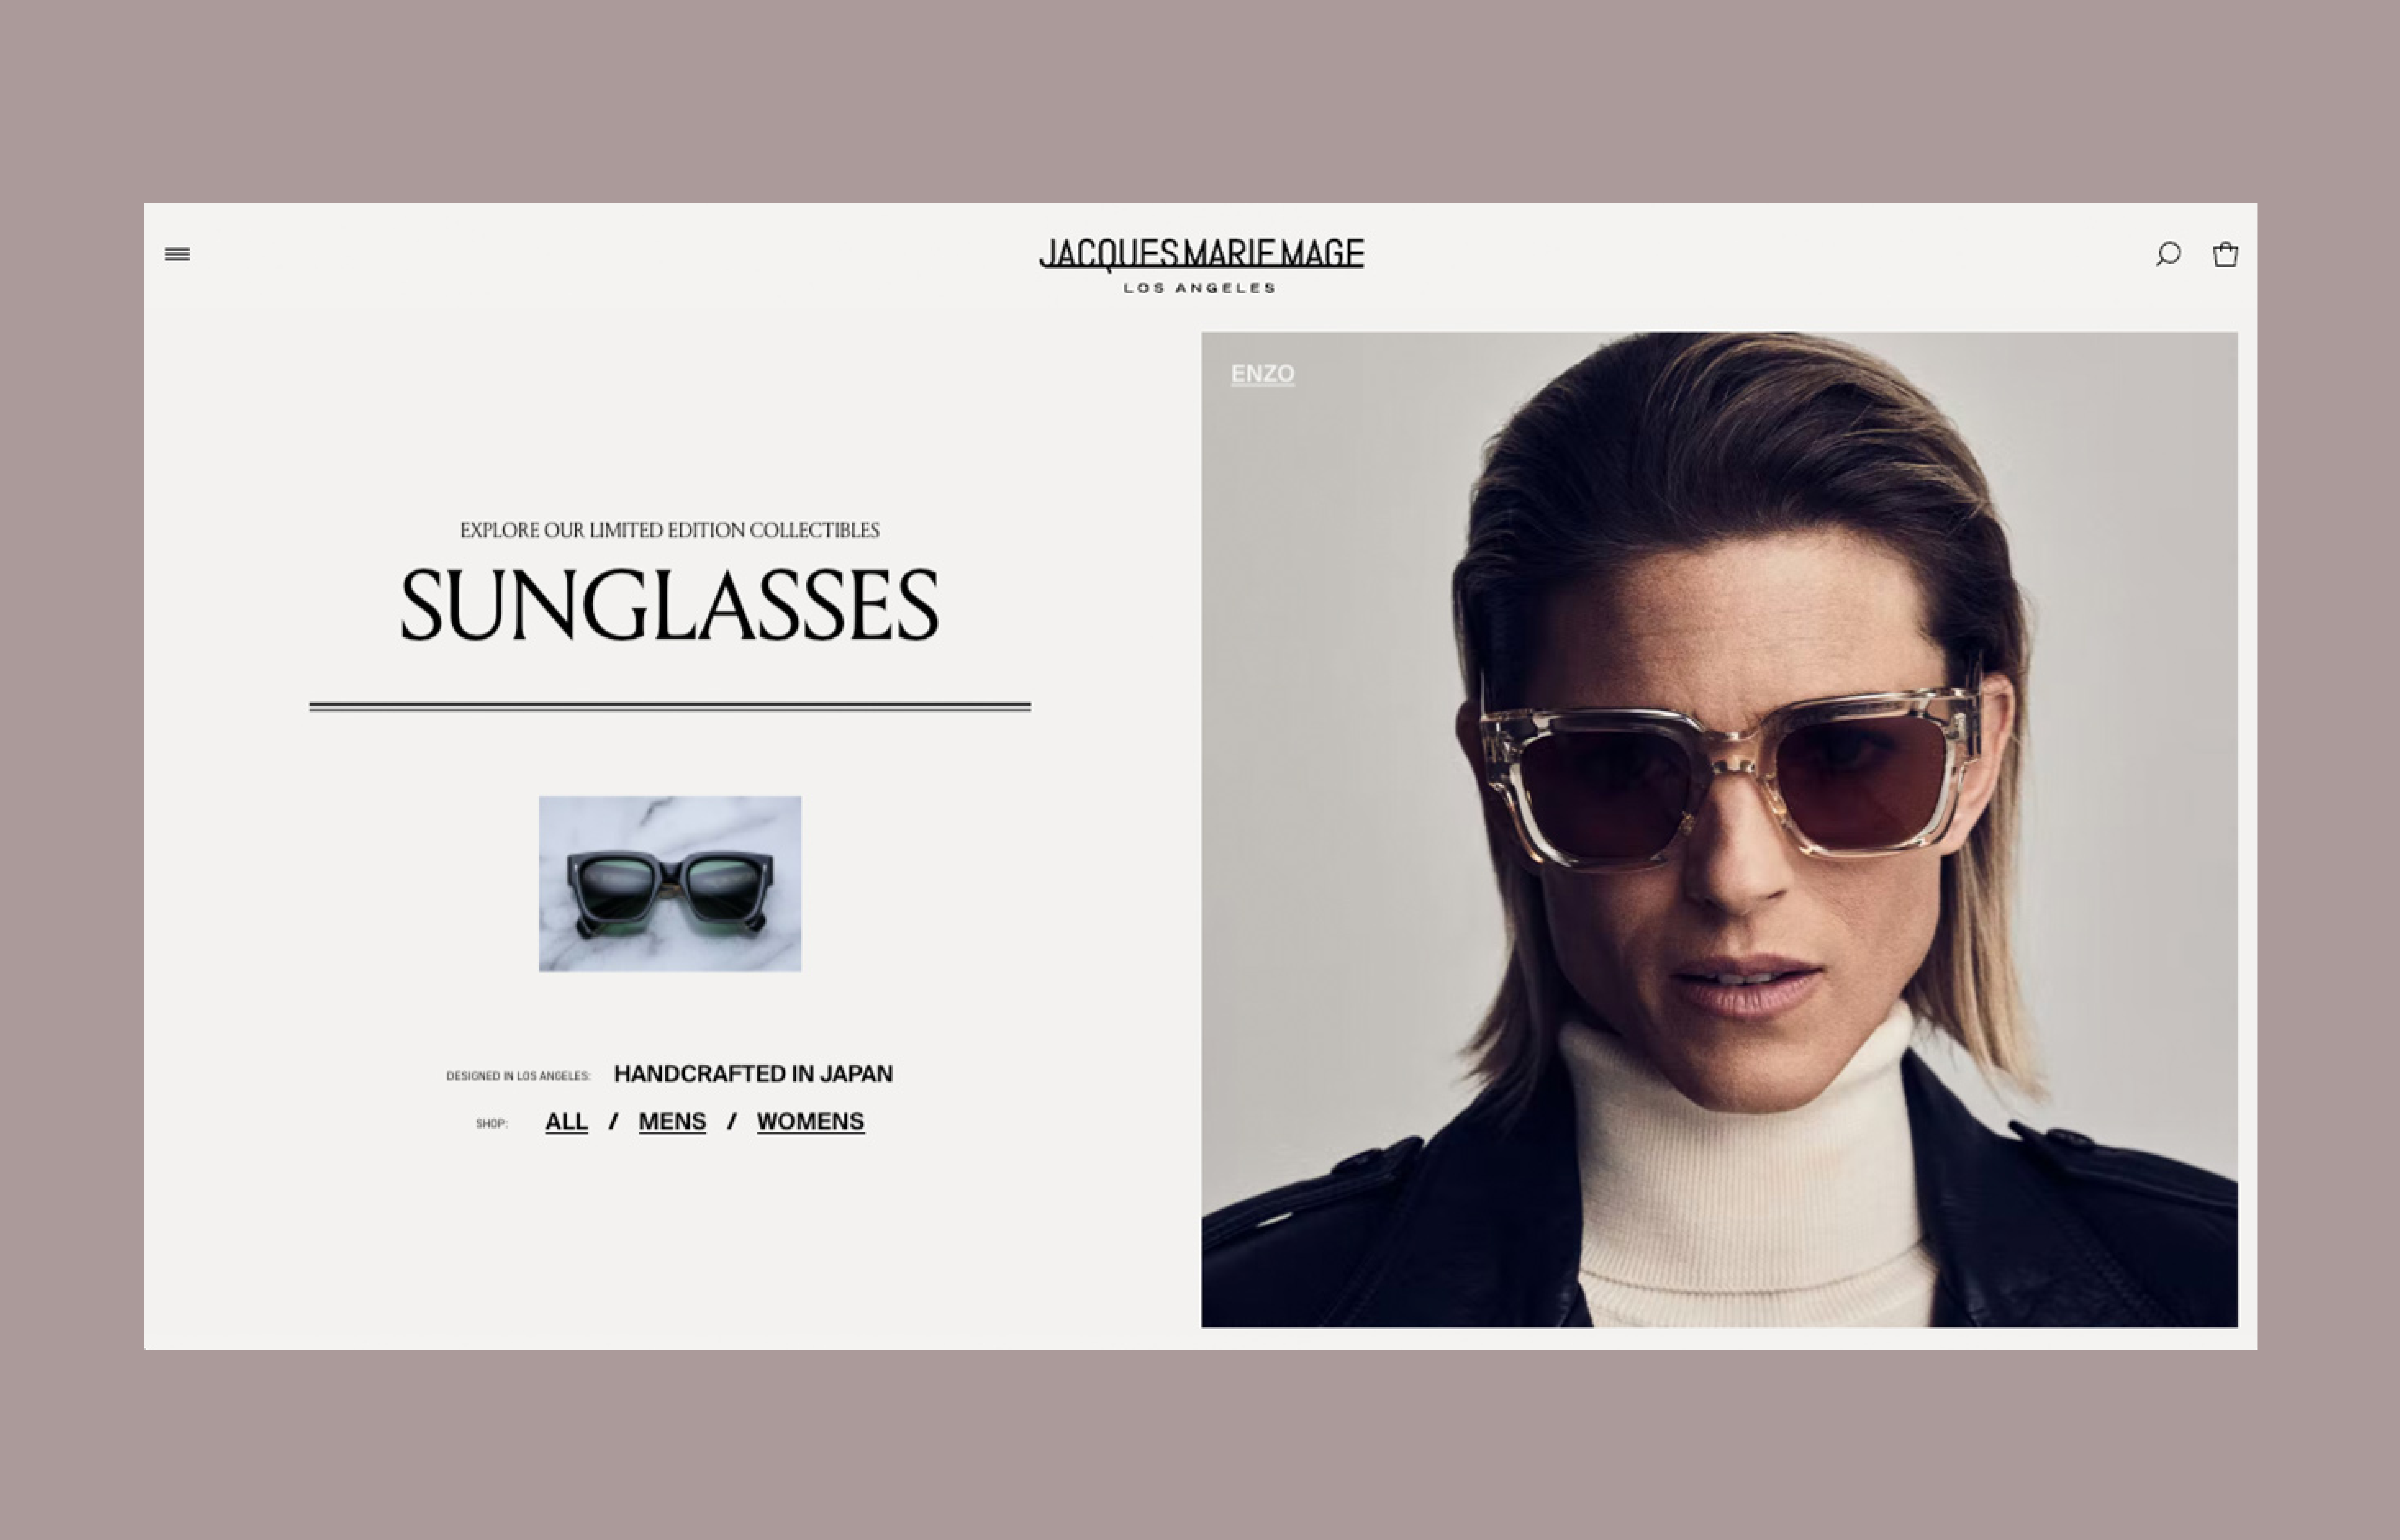 JACQUES MARIE MAGE
LOS ANGELES
EXPLORE OUR LIMITED EDITION COLLECTIBLES
SUNGLASSES
DESIGNED IN LOS ANGELES: HANDCRAFTED IN JAPAN
SHOP: ALL / MENS / WOMENS
ENZO